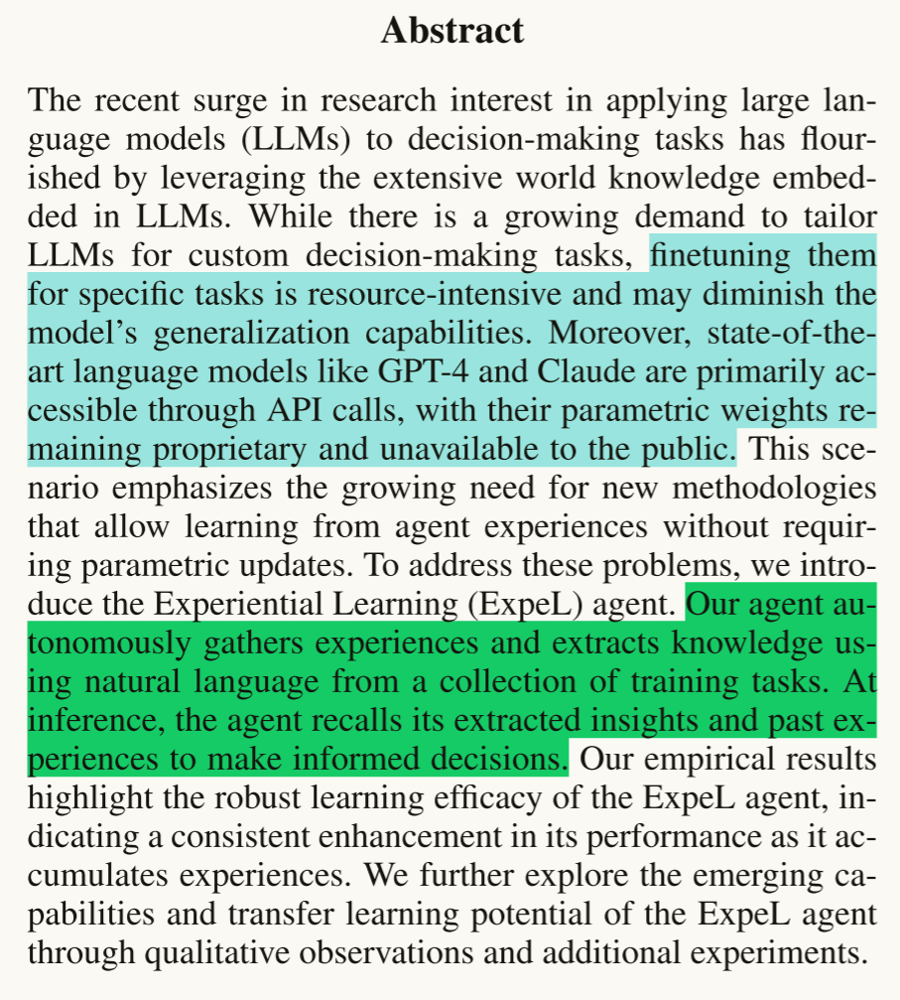 Abstract
The recent surge in research interest in applying large lan-
guage models (LLMs) to decision-making tasks has flour-
ished by leveraging the extensive world knowledge embed-
ded in LLMs. While there is a growing demand to tailor
LLMs for custom decision-making tasks, finetuning them
for specific tasks is resource-intensive and may diminish the
model's generalization capabilities. Moreover, state-of-the-
art language models like GPT-4 and Claude are primarily ac-
cessible through API calls, with their parametric weights re-
maining proprietary and unavailable to the public. This sce-
nario emphasizes the growing need for new methodologies
that allow learning from agent experiences without requir-
ing parametric updates. To address these problems, we intro-
duce the Experiential Learning (ExpeL) agent. Our agent au-
tonomously gathers experiences and extracts knowledge us-
ing natural language from a collection of training tasks. At
inference, the agent recalls its extracted insights and past ex-
periences to make informed decisions. Our empirical results
highlight the robust learning efficacy of the ExpeL agent, in-
dicating a consistent enhancement in its performance as it ac-
cumulates experiences. We further explore the emerging ca-
pabilities and transfer learning potential of the ExpeL agent
through qualitative observations and additional experiments.